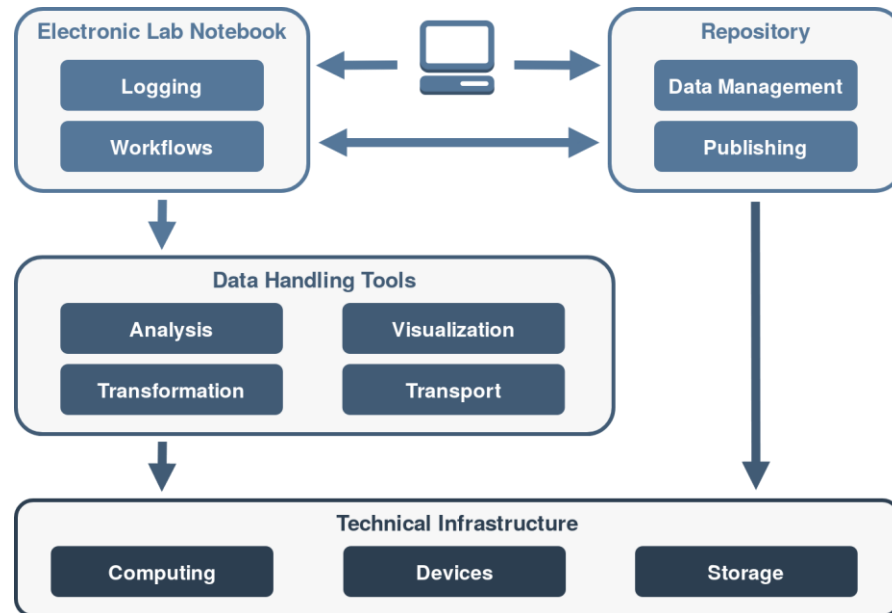 Electronic Lab Notebook
Repository
Logging
Data Management
Workflows
Publishing
Data Handling Tools
Analysis
Visualization
Transformation
Transport
Technical Infrastructure
Computing
Devices
Storage